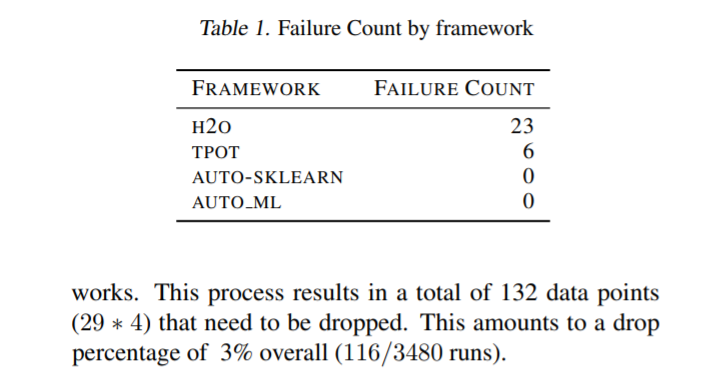 Table 1. Failure Count by framework
FRAMEWORK FAILURE COUNT
H2O 23
TPOT 6
AUTO-SKLEARN 0
AUTO_ML 0
works. This process results in a total of 132 data points
(29 ∗ 4) that need to be dropped. This amounts to a drop
percentage of 3% overall (116/3480 runs).